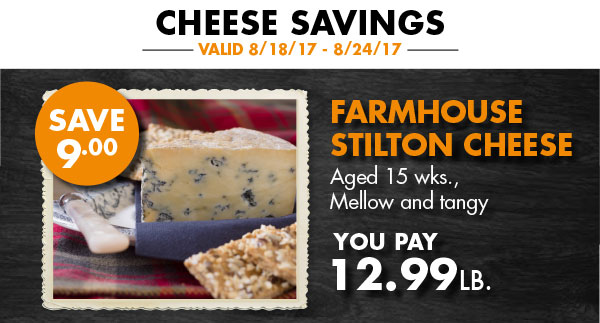 CHEESE SAVINGS
VALID 8/18/17 - 8/24/17
SAVE
9.00
FARMHOUSE
STILTON CHEESE
Aged 15 wks.,
Mellow and tangy
YOU PAY
12.99LB.